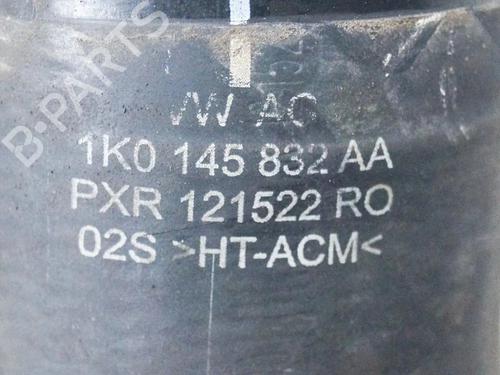 B-PARTS
VW AG
1K0 145 832 AA
PXR 121522 RO
02S >HT-ACM<